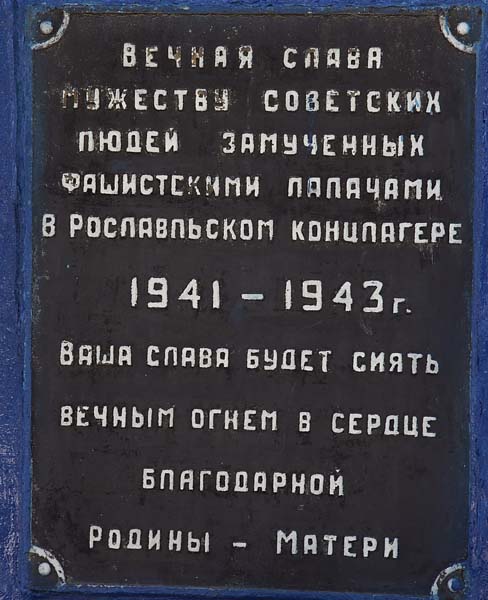 Вечная слава
мужеству советских
людей замученных
фашистскими палачами
в Рославльском концлагере
1941 – 1943 г.
Ваша слава будет сиять
вечным огнем в сердце
благодарной
Родины – Матери